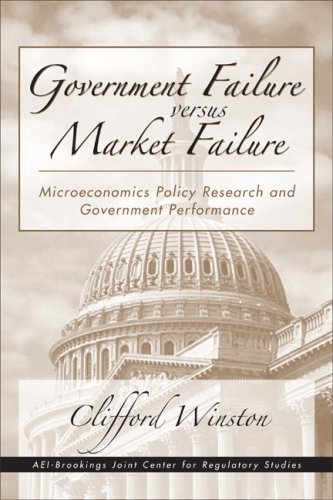 Government Failure
versus
Market Failure
Microeconomics Policy Research and
Government Performance
Clifford Winston
AEI-Brookings Joint Center for Regulatory Studies